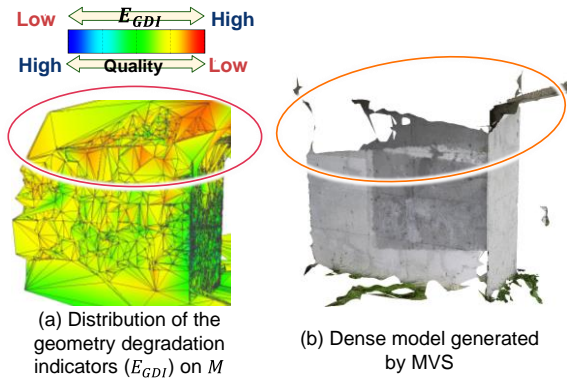 Low E_GDI High
High Quality Low
(a) Distribution of the
geometry degradation
indicators (E_GDI) on M
(b) Dense model generated
by MVS